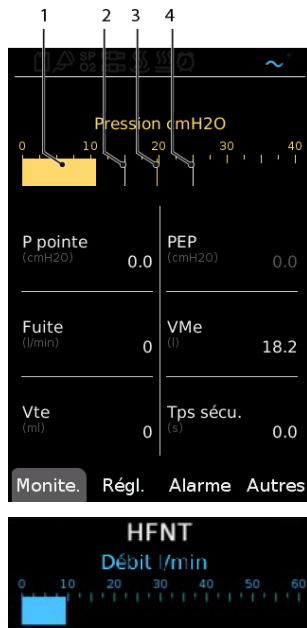 1 2 3 4
SP
O2
Pression cmH2O
0 10 20 30 40
P pointe
(cmH2O)
0.0
PEP
(cmH2O)
0.0
Fuite
(l/min)
0
VMe
(l)
18.2
Vte
(ml)
0
Tps sécu.
(s)
0.0
Monite. Régl. Alarme Autres
HFNT
Débit l/min
0 10 20 30 40 50 60